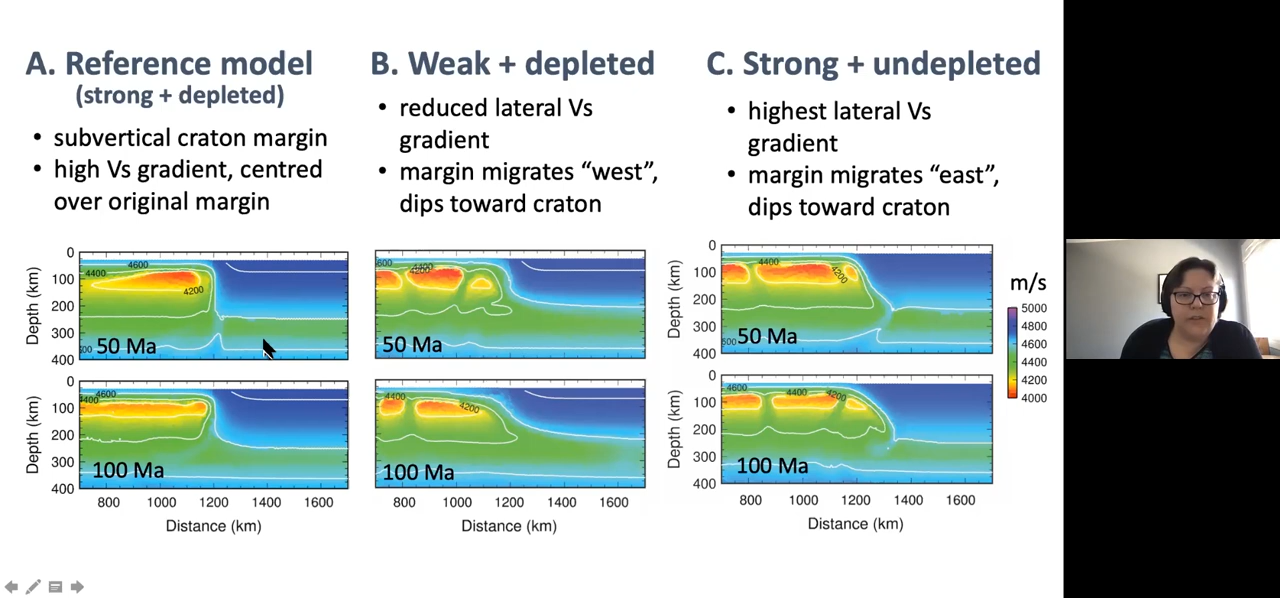 A. Reference model
(strong + depleted)
• subvertical craton margin
• high Vs gradient, centred
over original margin
B. Weak + depleted
• reduced lateral Vs
gradient
• margin migrates “west”,
dips toward craton
C. Strong + undepleted
• highest lateral Vs
gradient
• margin migrates “east”,
dips toward craton
Depth (km)
0
100
200
300
400
4600
4400
4200
50 Ma
Depth (km)
0
100
200
300
400
4600
4400
100 Ma
800 1000 1200 1400 1600
Distance (km)
4400
4200
50 Ma
4400
4200
100 Ma
800 1000 1200 1400 1600
Distance (km)
Depth (km)
0
100
200
300
400
4400
4200
50 Ma
Depth (km)
0
100
200
300
400
4600
4400
4200
100 Ma
800 1000 1200 1400 1600
Distance (km)
m/s
5000
4800
4600
4400
4200
4000